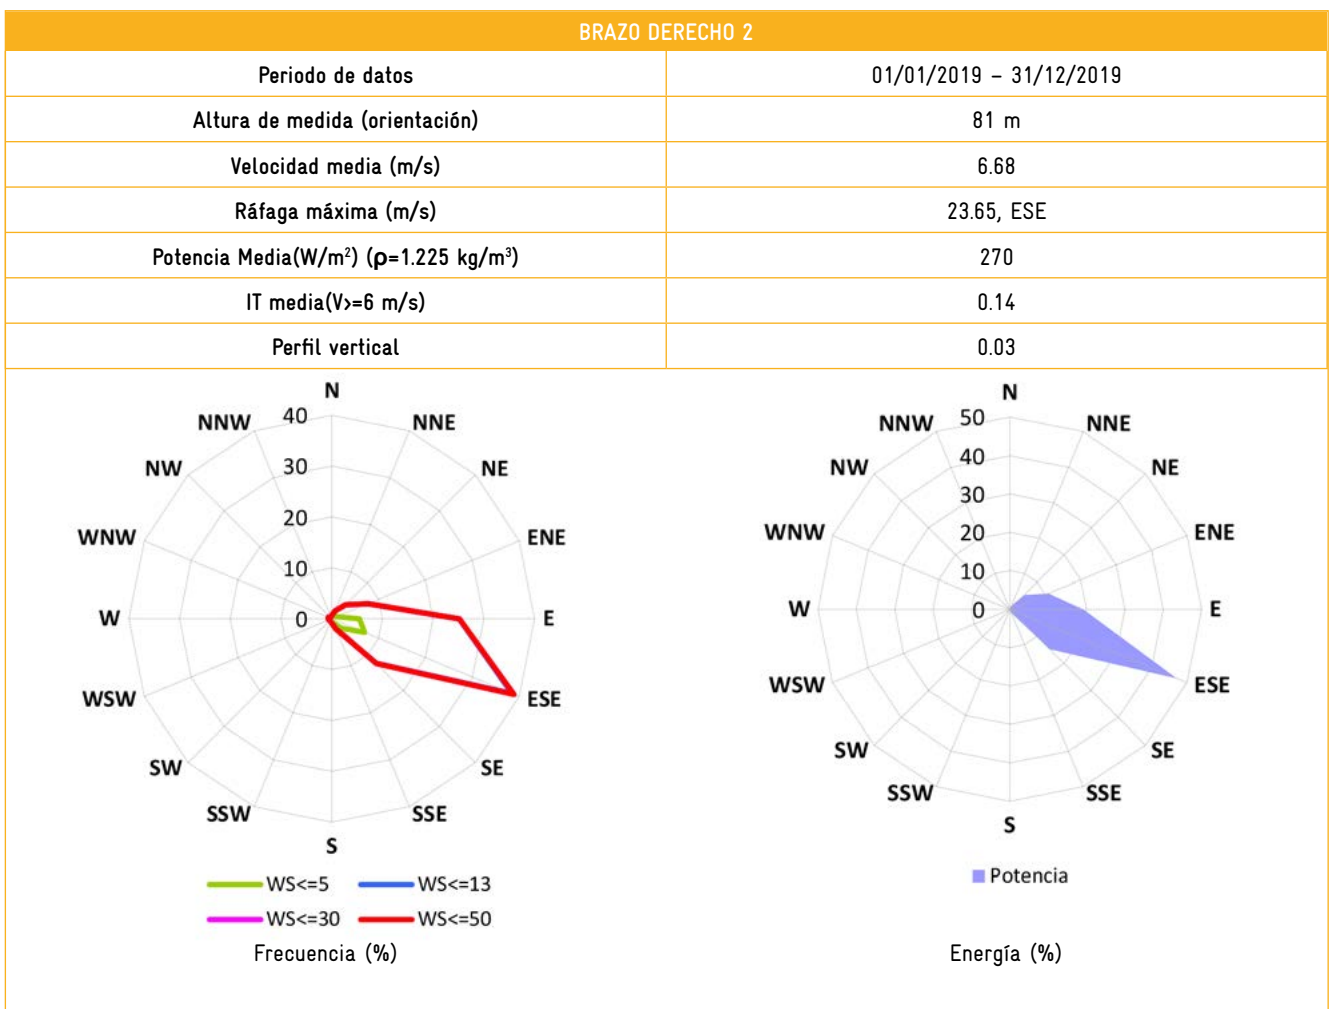 BRAZO DERECHO 2
Periodo de datos 01/01/2019 – 31/12/2019
Altura de medida (orientación) 81 m
Velocidad media (m/s) 6.68
Ráfaga máxima (m/s) 23.65, ESE
Potencia Media(W/m²) (ρ=1.225 kg/m³) 270
IT media(V>=6 m/s) 0.14
Perfil vertical 0.03
N
NNW 40 NNE
NW 30 NE
WNW 20 ENE
10
W 0 E
WSW ESE
SW SE
SSW SSE
S
WS<=5 WS<=13
WS<=30 WS<=50
Frecuencia (%)
N
NNW 50 NNE
40
NW 30 NE
WNW 20 ENE
10
W 0 E
WSW ESE
SW SE
SSW SSE
S
Potencia
Energía (%)